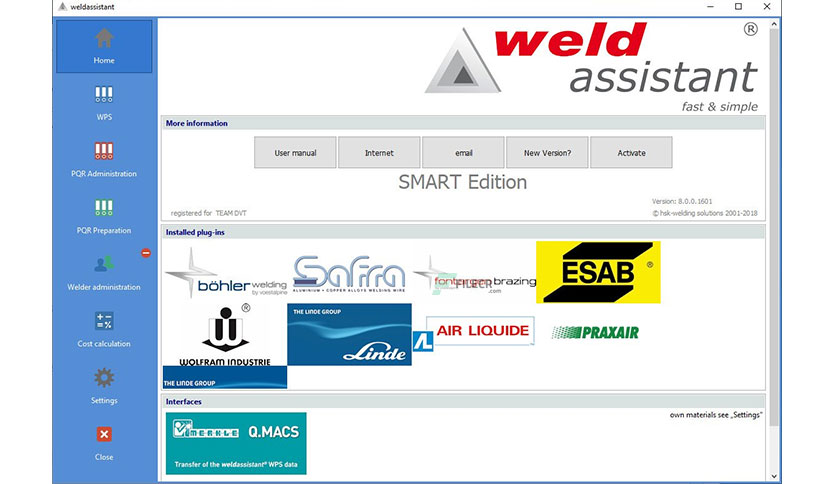 weldassistant
Home
WPS
PQR Administration
PQR Preparation
Welder administration
Cost calculation
Settings
Close
weld ®
assistant
fast & simple
More information
User manual
Internet
email
New Version?
Activate
SMART Edition
Version: 8.0.0.1601
registered for TEAM DVT
© hsk-welding solutions 2001-2018
Installed plug-ins
böhler welding
by voestalpine
Safra
ALUMINIUM + COPPER ALLOYS WELDING WIRE
brazing
FILECR
.com
ESAB ®
®
WOLFRAM INDUSTRIE
THE LINDE GROUP
Linde
AIR LIQUIDE
PRAXAIR
THE LINDE GROUP
Interfaces
own materials see „Settings"
MERKLE Q.MACS
Transfer of the weldassistant® WPS data